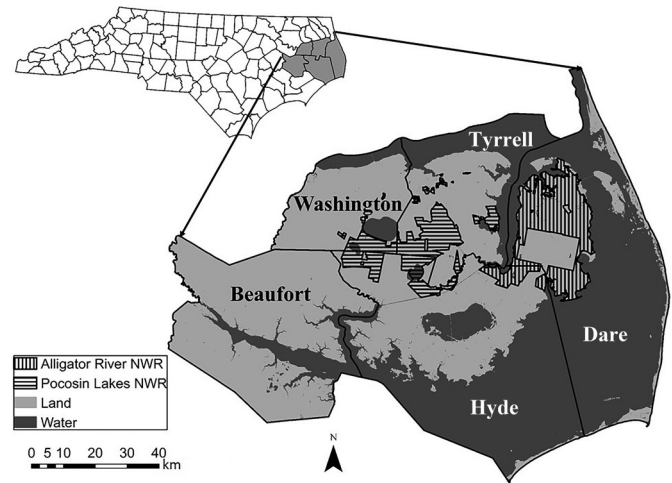 Tyrrell
Washington
Beaufort
Dare
Hyde
Alligator River NWR
Pocosin Lakes NWR
Land
Water
0 5 10 20 30 40
km
N